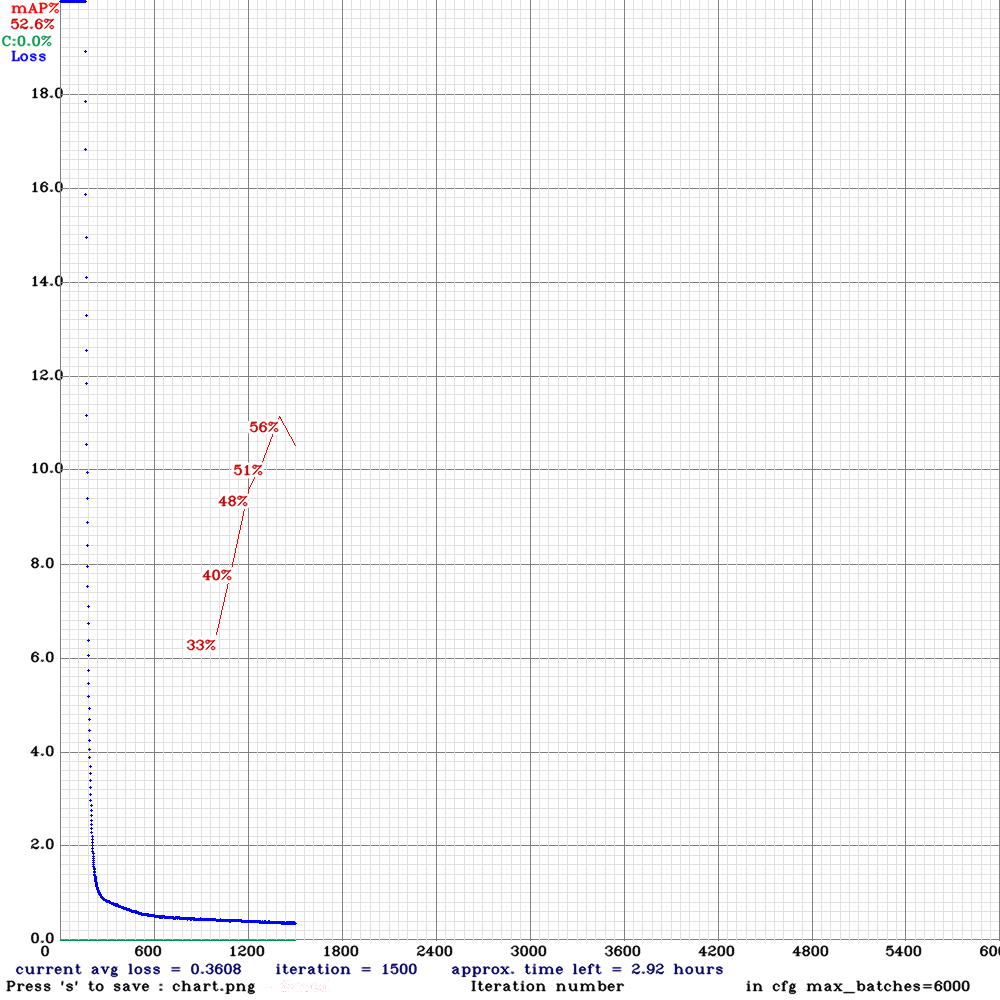 mAP%
52.6%
C:0.0%
Loss
18.0
16.0
14.0
12.0
10.0
8.0
6.0
4.0
2.0
0.0
56%
51%
48%
40%
33%
0 600 1200 1800 2400 3000 3600 4200 4800 5400 600
current avg loss = 0.3608 iteration = 1500 approx. time left = 2.92 hours
Press 's' to save : chart.png Iteration number in cfg max_batches=6000